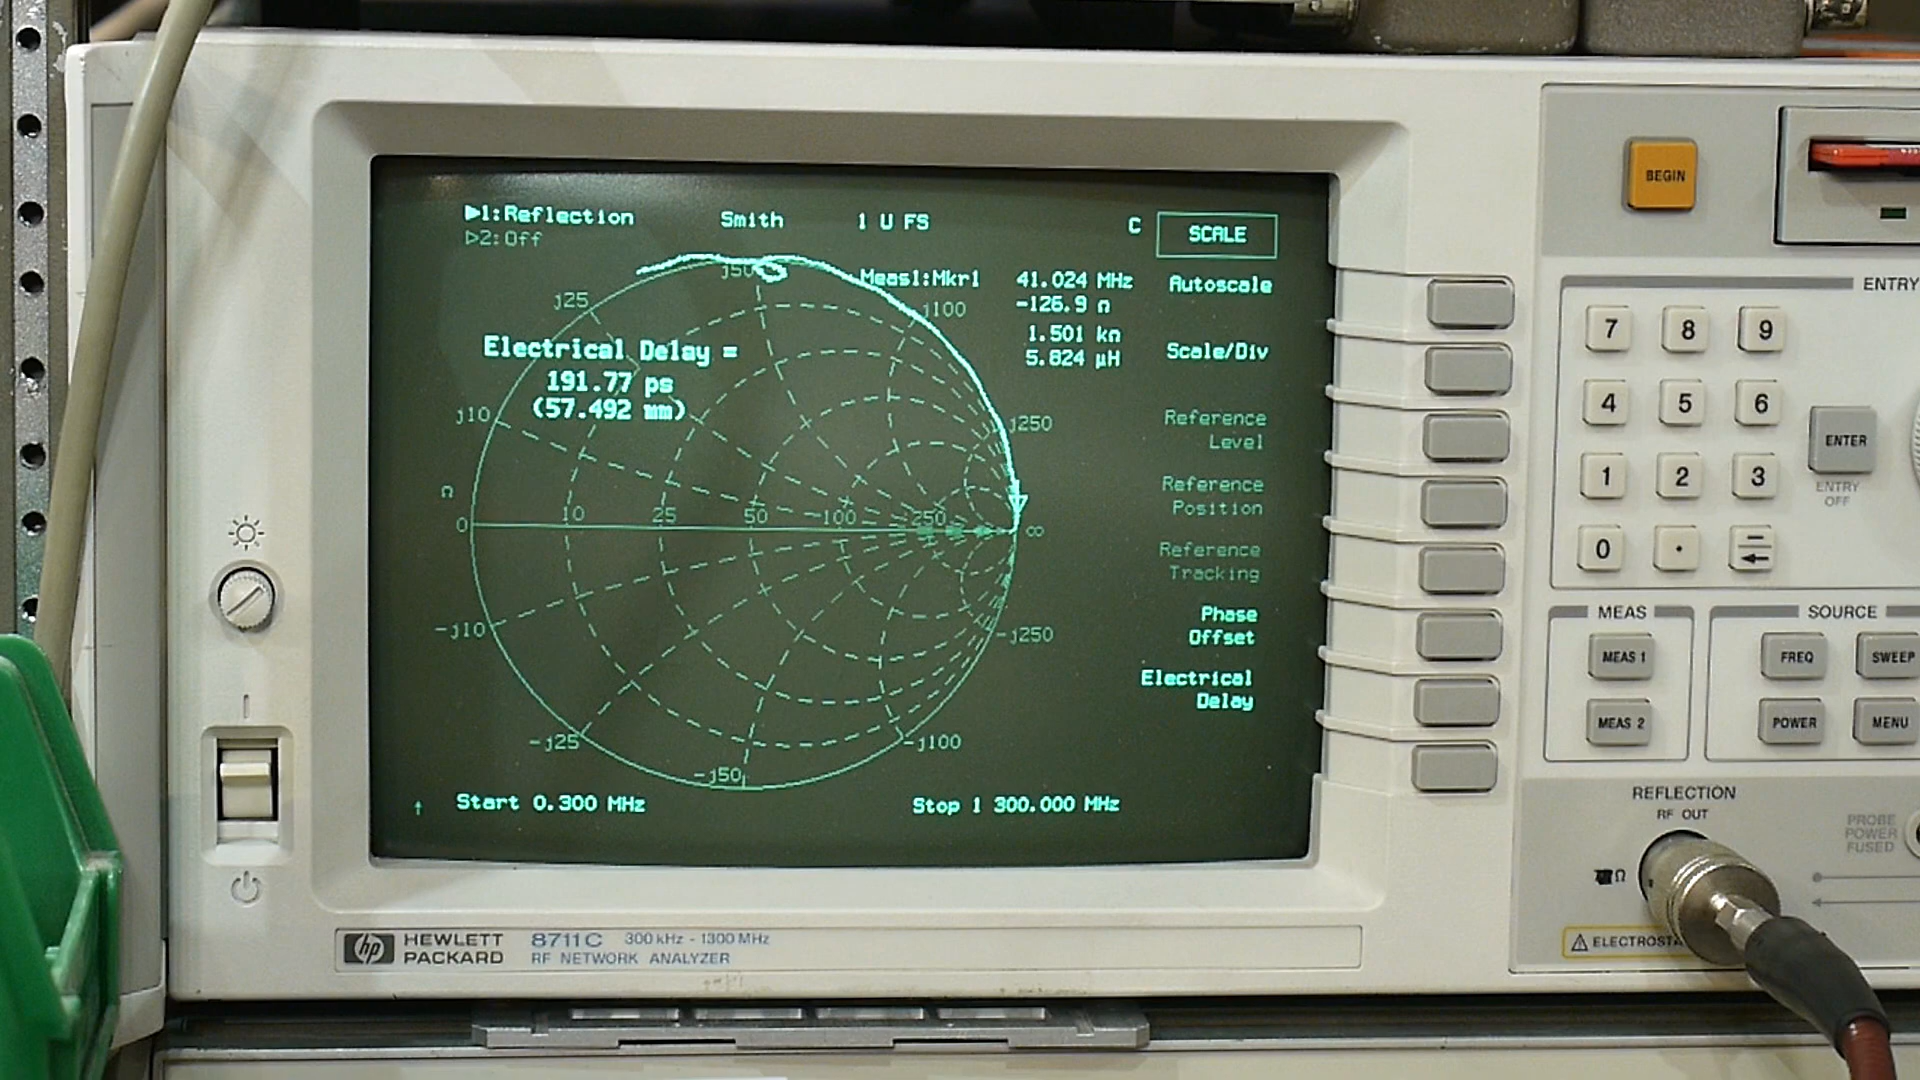 ▶1:Reflection Smith 1 U FS C
▷2:Off
SCALE
Meas1:Mkr1 41.024 MHz
-126.9 Ω
1.501 kΩ
5.824 µH
Electrical Delay =
191.77 ps
(57.492 mm)
j50
j25
j100
j10
j250
Ω
0 10 25 50 100 250 ∞
-j10
-j250
-j25
-j100
-j50
Start 0.300 MHz Stop 1 300.000 MHz
Autoscale
Scale/Div
Reference
Level
Reference
Position
Reference
Tracking
Phase
Offset
Electrical
Delay
BEGIN
ENTRY
7 8 9
4 5 6
1 2 3
0 . -
ENTER
ENTRY
OFF
MEAS
MEAS 1
MEAS 2
SOURCE
FREQ SWEEP
POWER MENU
REFLECTION
RF OUT
Ω
PROBE
POWER
FUSED
hp HEWLETT
PACKARD
8711C 300 kHz - 1300 MHz
RF NETWORK ANALYZER